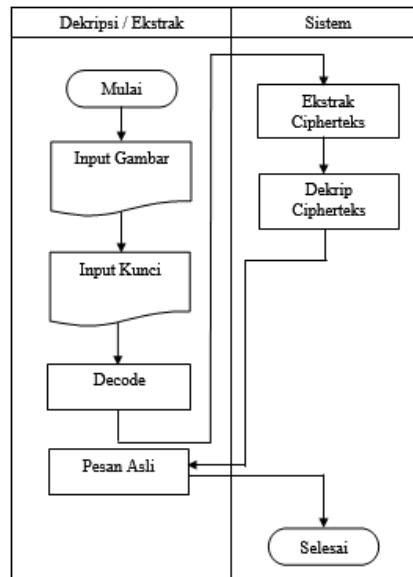 Dekripsi / Ekstrak
Sistem
Mulai
Input Gambar
Input Kunci
Decode
Ekstrak
Cipherteks
Dekrip
Cipherteks
Pesan Asli
Selesai